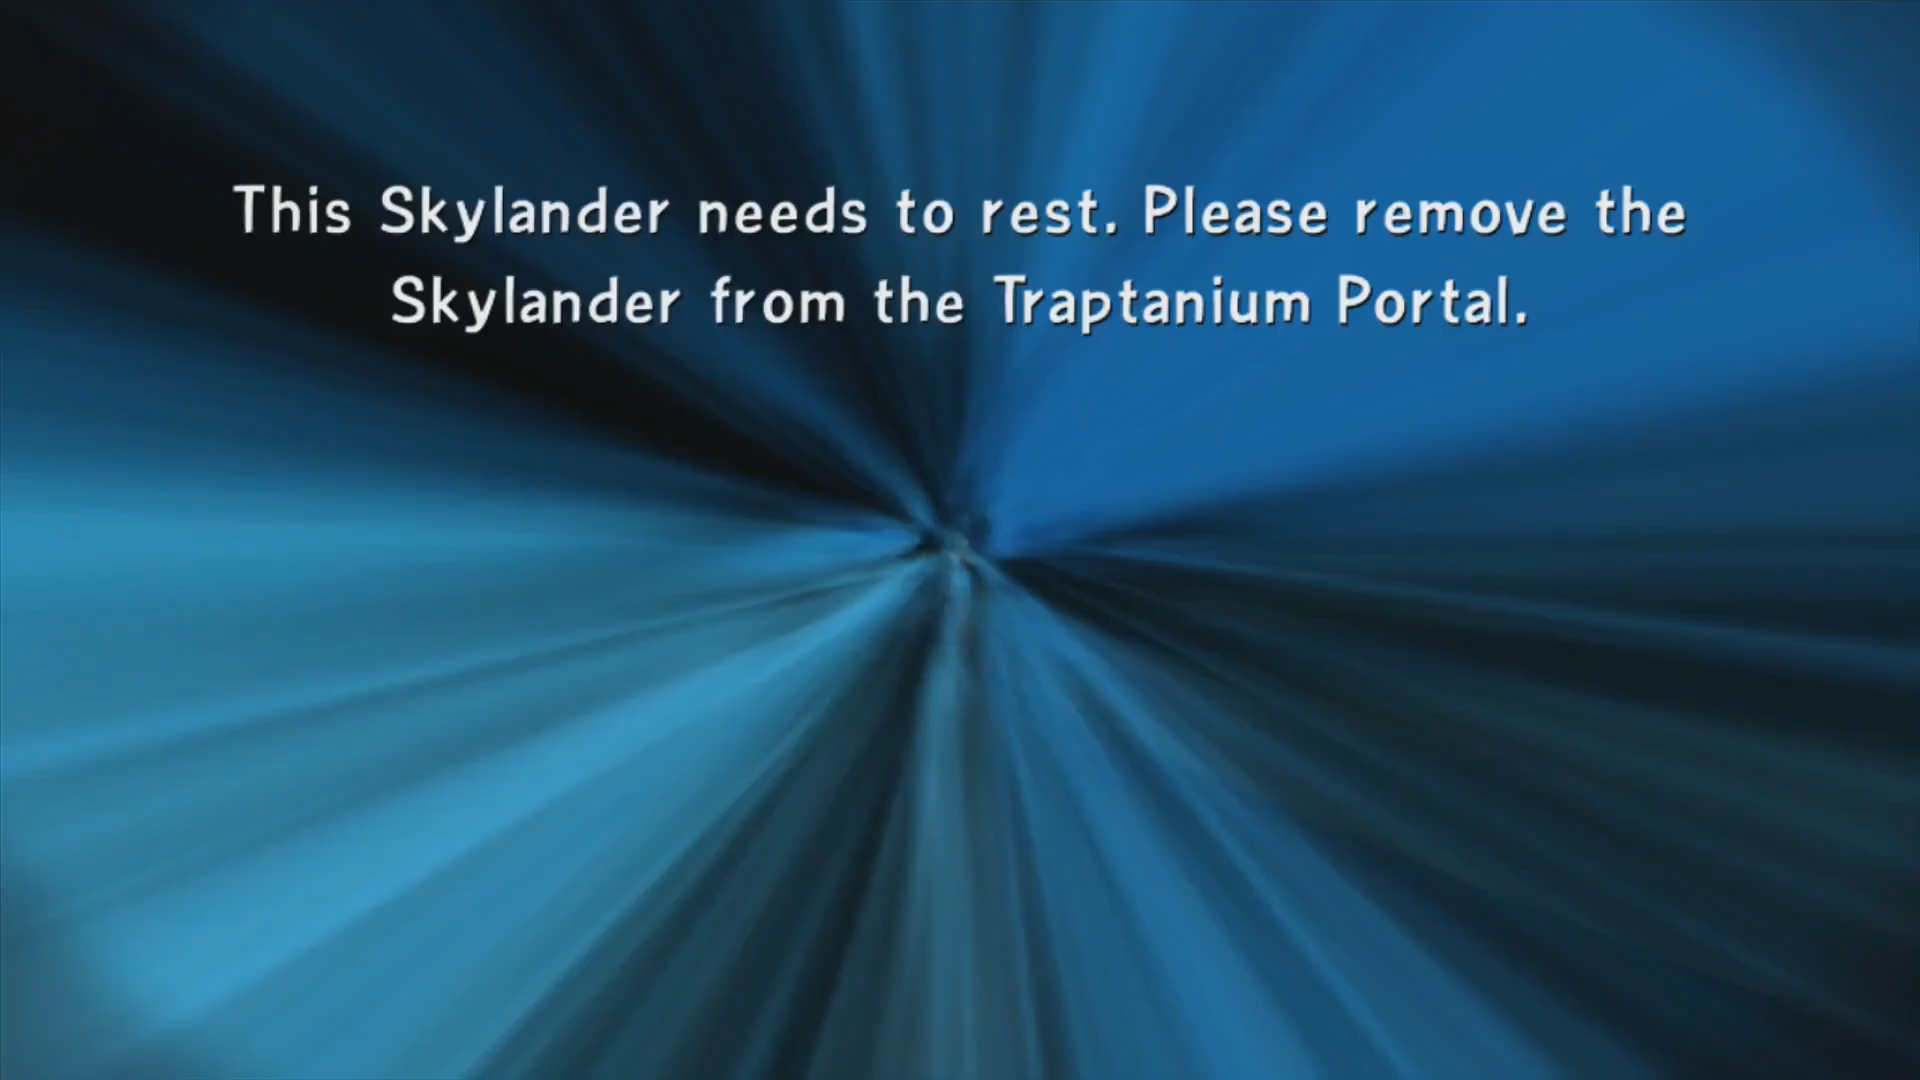 This Skylander needs to rest. Please remove the
Skylander from the Traptanium Portal.